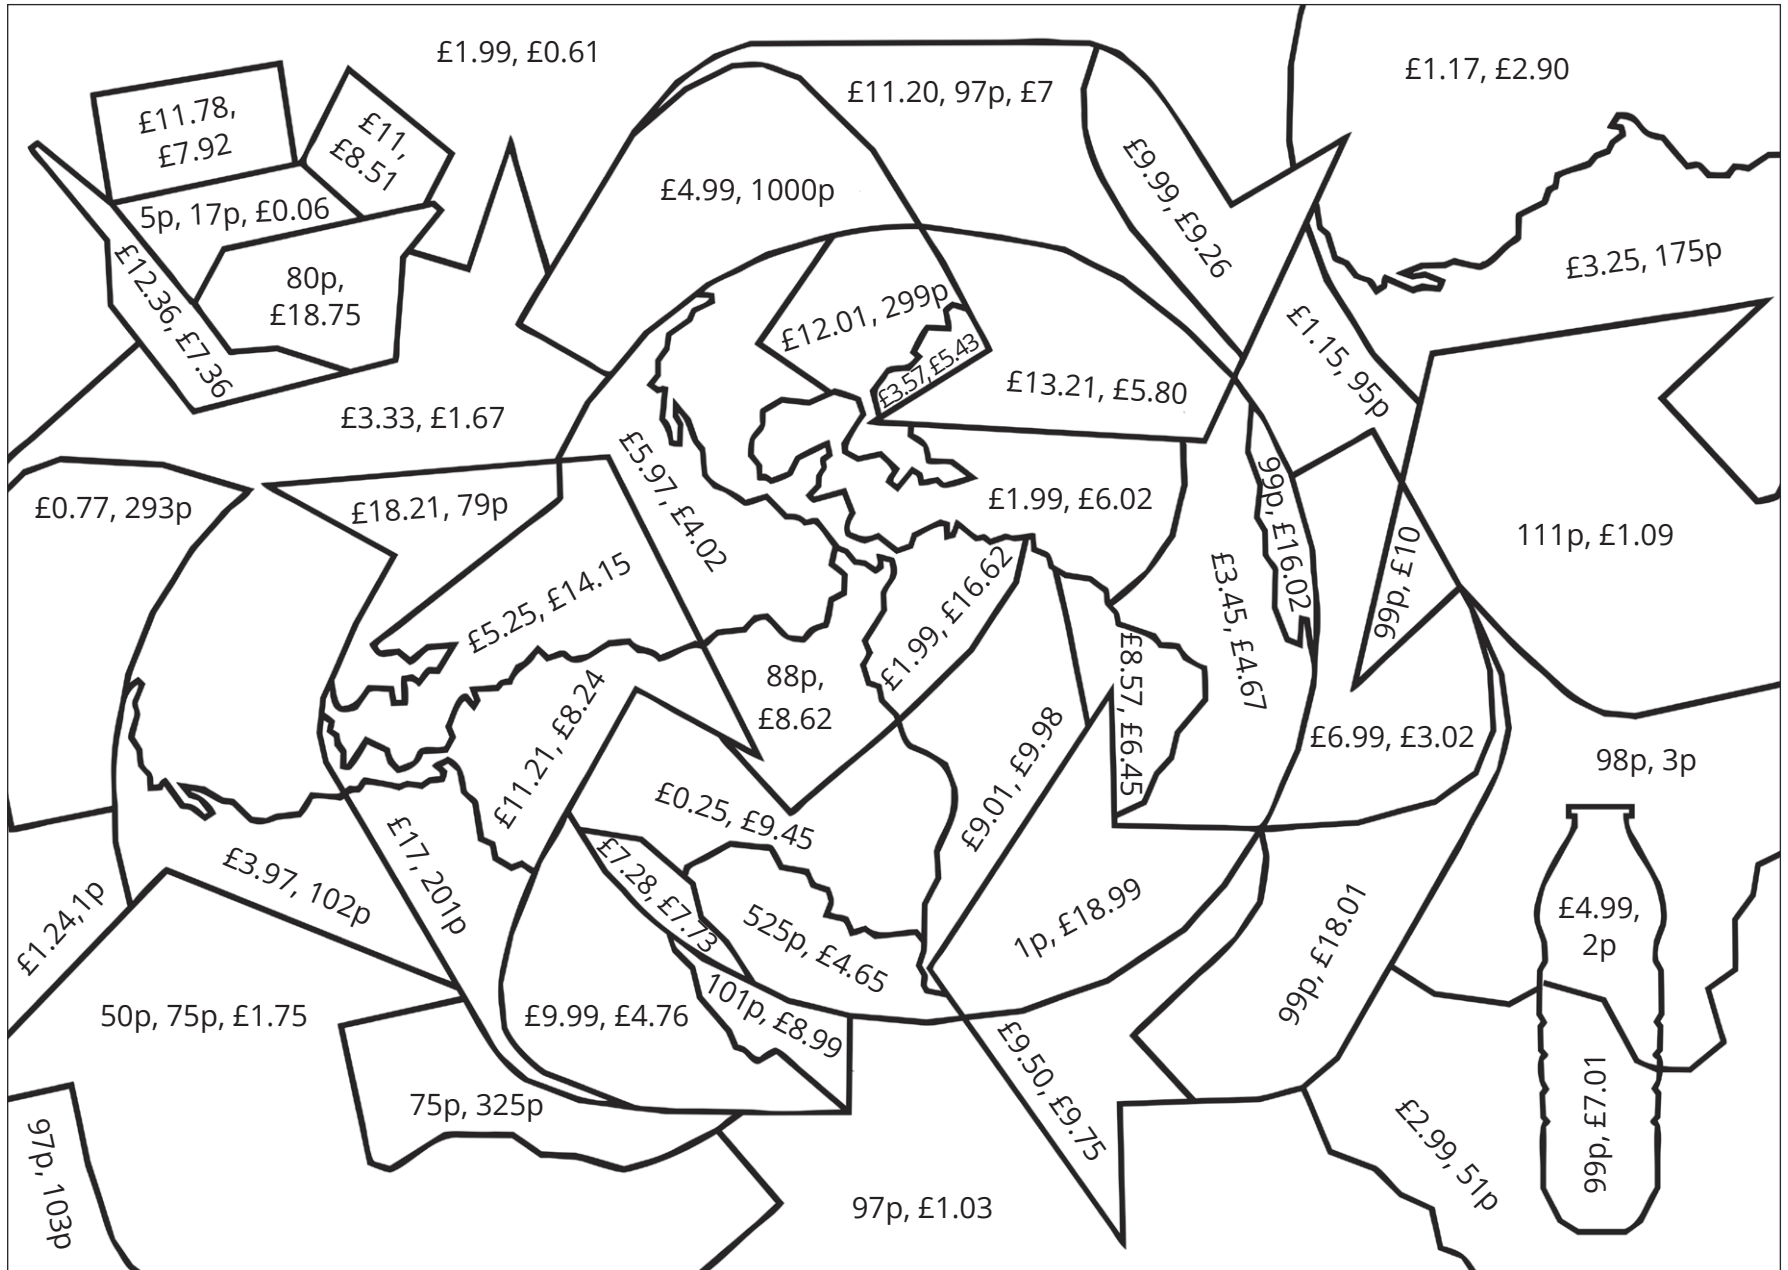 £1.99, £0.61
£1.17, £2.90
£11.20, 97p, £7
£11.78,
£7.92
£11,
£8.51
£4.99, 1000p
£9.99, £9.26
5p, 17p, £0.06
£3.25, 175p
80p,
£18.75
£12.36, £7.36
£12.01, 299p
£3.57, £5.43
£13.21, £5.80
£1.15, 95p
£3.33, £1.67
£0.77, 293p
£18.21, 79p
£5.97, £4.02
£1.99, £6.02
99p, £16.02
99p, £10
111p, £1.09
£5.25, £14.15
£1.99, £16.62
£3.45, £4.67
88p,
£8.62
£8.57, £6.45
£6.99, £3.02
98p, 3p
£11.21, £8.24
£9.01, £9.98
£0.25, £9.45
£3.97, 102p
£17, 201p
£7.28, £7.73
£1.24,1p
525p, £4.65
1p, £18.99
99p, £18.01
£4.99,
2p
50p, 75p, £1.75
£9.99, £4.76
101p, £8.99
£9.50, £9.75
75p, 325p
97p, 103p
97p, £1.03
£2.99, 51p
99p, £7.01